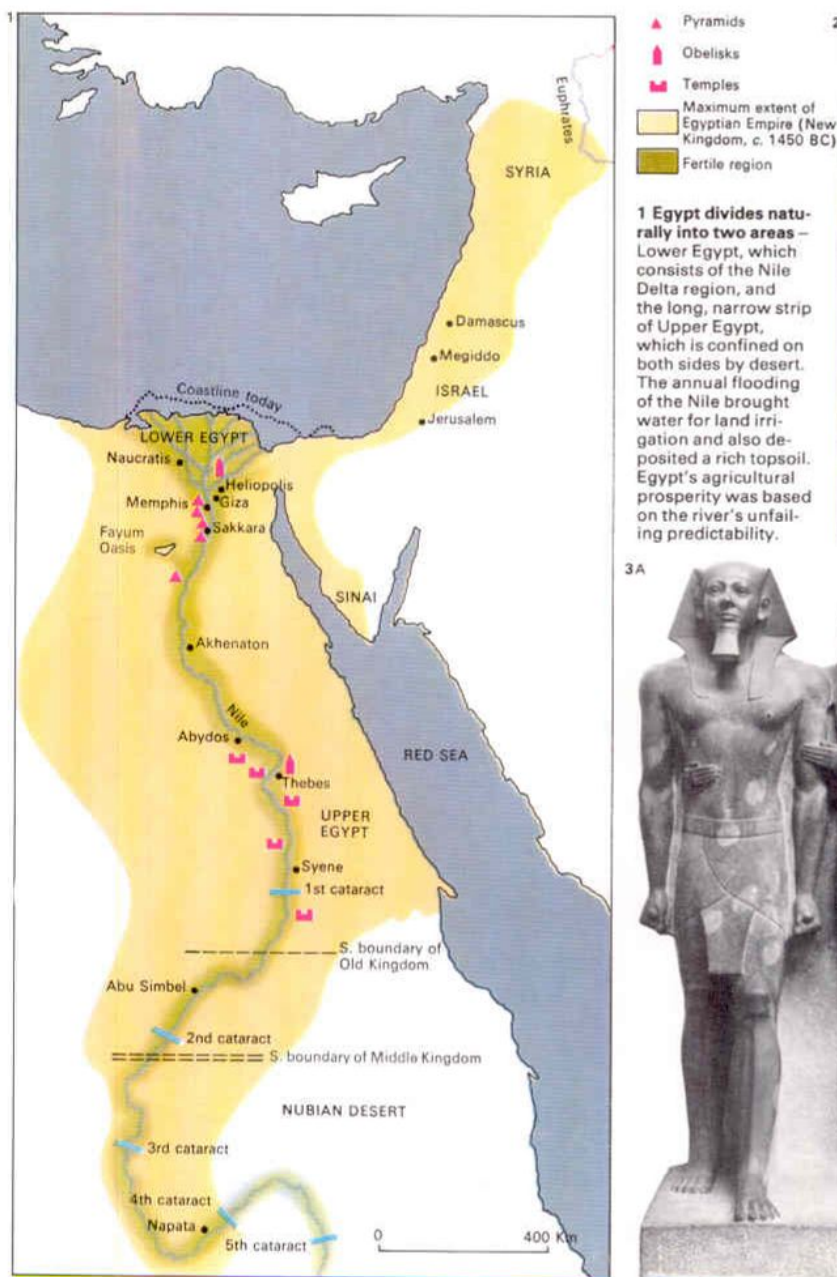 1
Pyramids
2
Obelisks
Temples
Maximum extent of
Egyptian Empire (New
Kingdom, c. 1450 BC)
Fertile region
1 Egypt divides natu-
rally into two areas –
Lower Egypt, which
consists of the Nile
Delta region, and
the long, narrow strip
of Upper Egypt,
which is confined on
both sides by desert.
The annual flooding
of the Nile brought
water for land irri-
gation and also de-
posited a rich topsoil.
Egypt's agricultural
prosperity was based
on the river's unfail-
ing predictability.
3A
Euphrates
SYRIA
Damascus
Megiddo
ISRAEL
Jerusalem
Coastline today
LOWER EGYPT
Naucratis
Heliopolis
Giza
Memphis
Sakkara
Fayum
Oasis
SINAI
Akhenaton
Nile
Abydos
RED SEA
Thebes
UPPER
EGYPT
Syene
1st cataract
S. boundary of
Old Kingdom
Abu Simbel
2nd cataract
S. boundary of Middle Kingdom
NUBIAN DESERT
3rd cataract
4th cataract
Napata
5th cataract
0 400 Km